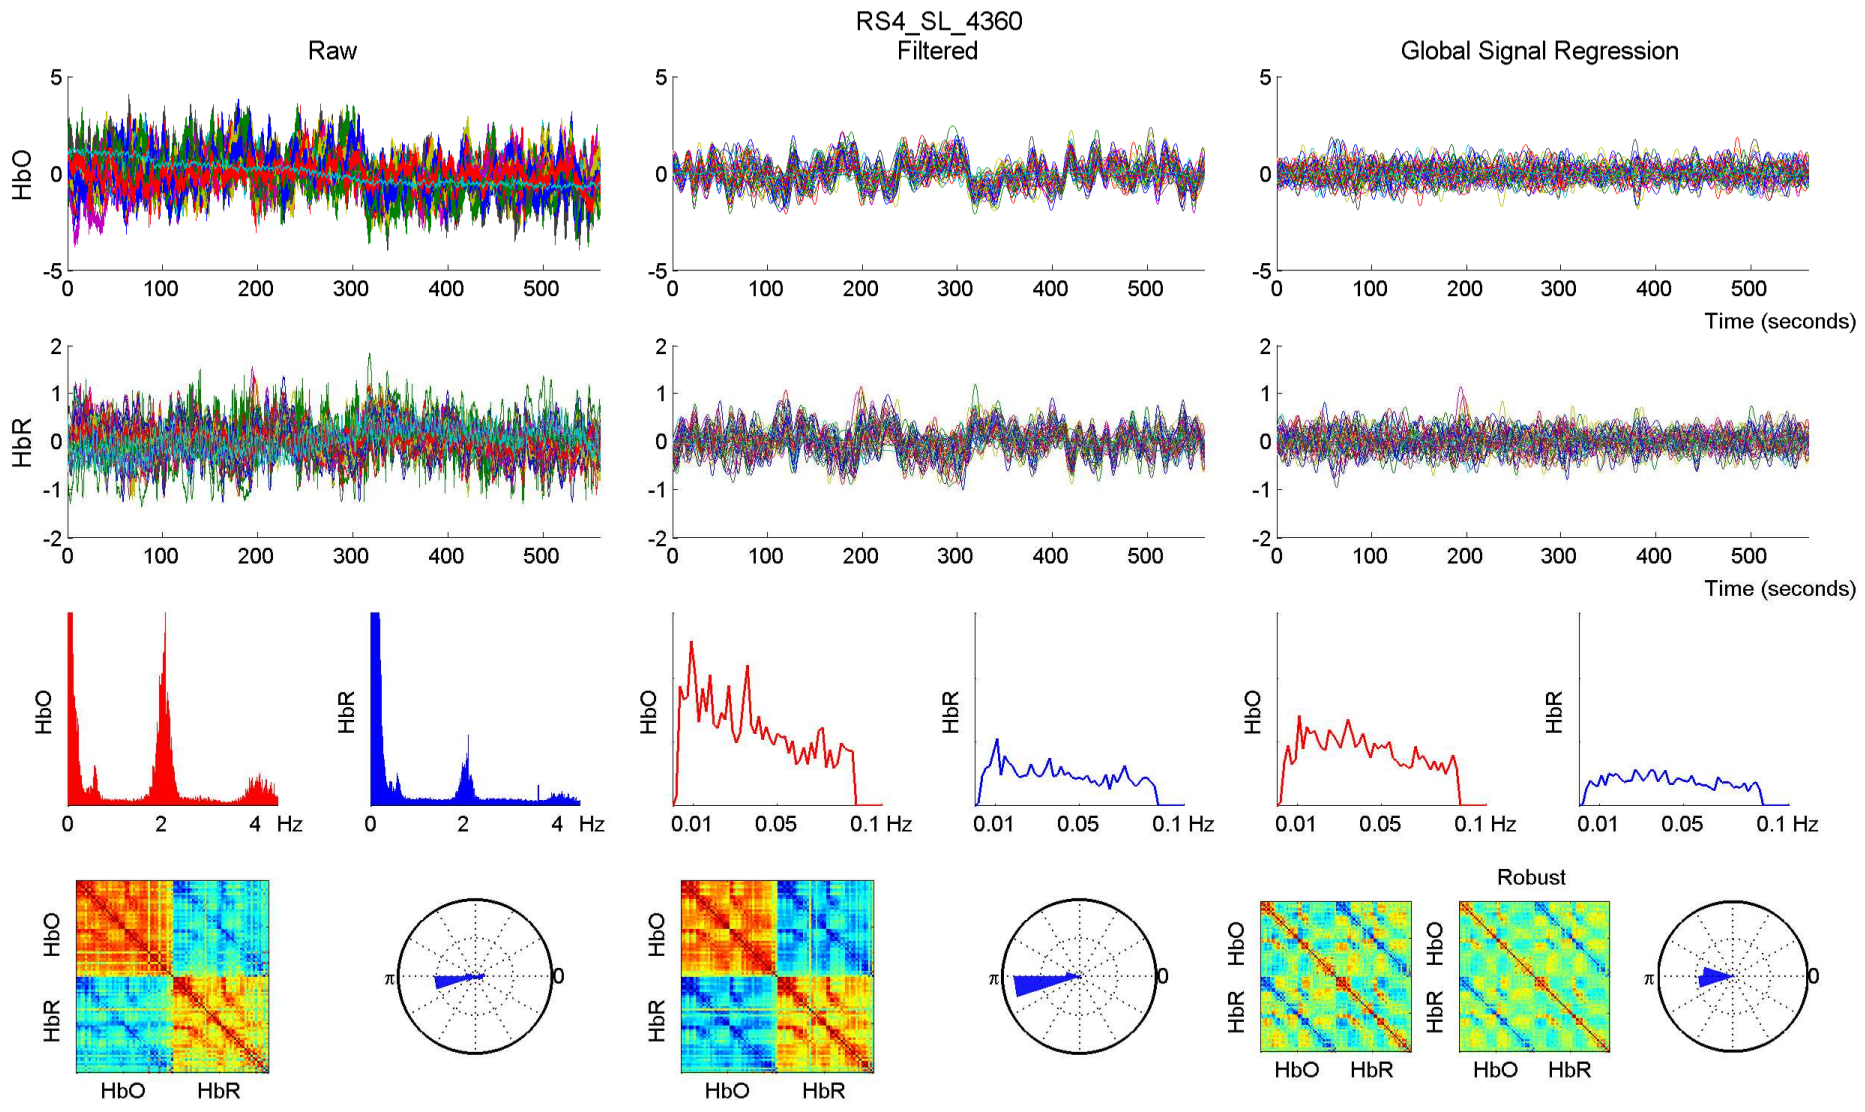 RS4_SL_4360
Raw
Filtered
Global Signal Regression
HbO
5
0
-5
0 100 200 300 400 500
5
0
-5
0 100 200 300 400 500
5
0
-5
0 100 200 300 400 500
Time (seconds)
HbR
2
1
0
-1
-2
0 100 200 300 400 500
2
1
0
-1
-2
0 100 200 300 400 500
2
1
0
-1
-2
0 100 200 300 400 500
Time (seconds)
HbO
0 2 4 Hz
HbR
0 2 4 Hz
HbO
0.01 0.05 0.1 Hz
HbR
0.01 0.05 0.1 Hz
HbO
0.01 0.05 0.1 Hz
HbR
0.01 0.05 0.1 Hz
HbO
HbR
HbO HbR
π 0
HbO
HbR
HbO HbR
π 0
HbO
HbR
HbO HbR
Robust
HbO
HbR
HbO HbR
π 0